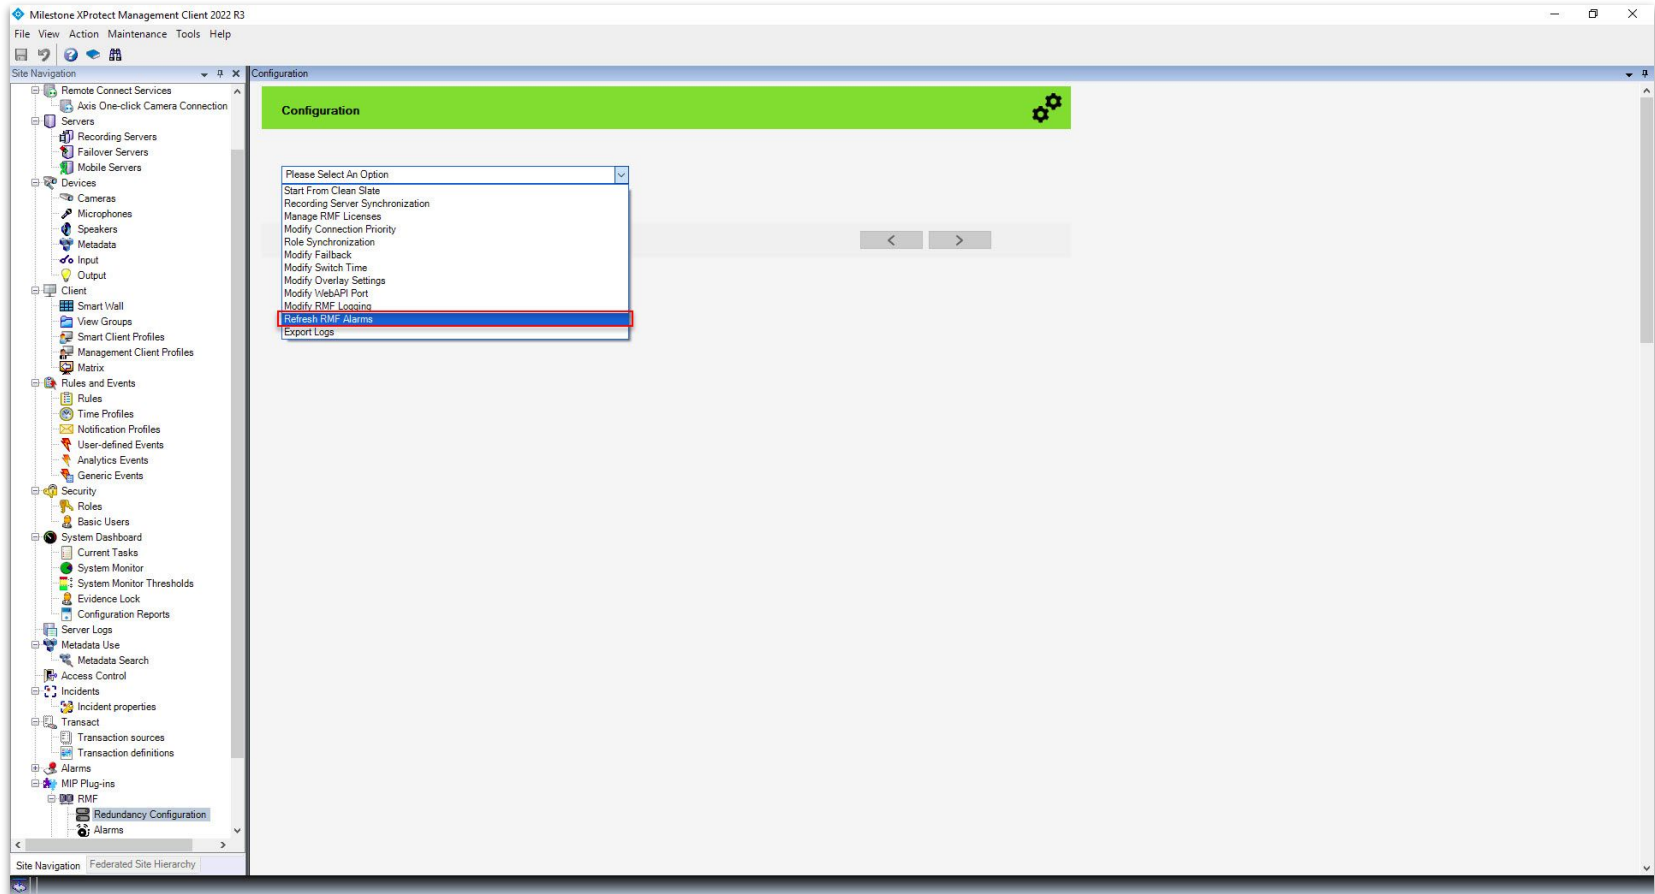 Milestone XProtect Management Client 2022 R3
File View Action Maintenance Tools Help
Site Navigation
Remote Connect Services
Axis One-click Camera Connection
Servers
Recording Servers
Failover Servers
Mobile Servers
Devices
Cameras
Microphones
Speakers
Metadata
Input
Output
Client
Smart Wall
View Groups
Smart Client Profiles
Management Client Profiles
Matrix
Rules and Events
Rules
Time Profiles
Notification Profiles
User-defined Events
Analytics Events
Generic Events
Security
Roles
Basic Users
System Dashboard
Current Tasks
System Monitor
System Monitor Thresholds
Evidence Lock
Configuration Reports
Server Logs
Metadata Use
Metadata Search
Access Control
Incidents
Incident properties
Transact
Transaction sources
Transaction definitions
Alarms
MIP Plug-ins
RMF
Redundancy Configuration
Alarms
Site Navigation Federated Site Hierarchy
Configuration
Configuration
Please Select An Option
Start From Clean Slate
Recording Server Synchronization
Manage RMF Licenses
Modify Connection Priority
Role Synchronization
Modify Failback
Modify Switch Time
Modify Overlay Settings
Modify WebAPI Port
Modify RMF Logging
Refresh RMF Alarms
Export Logs